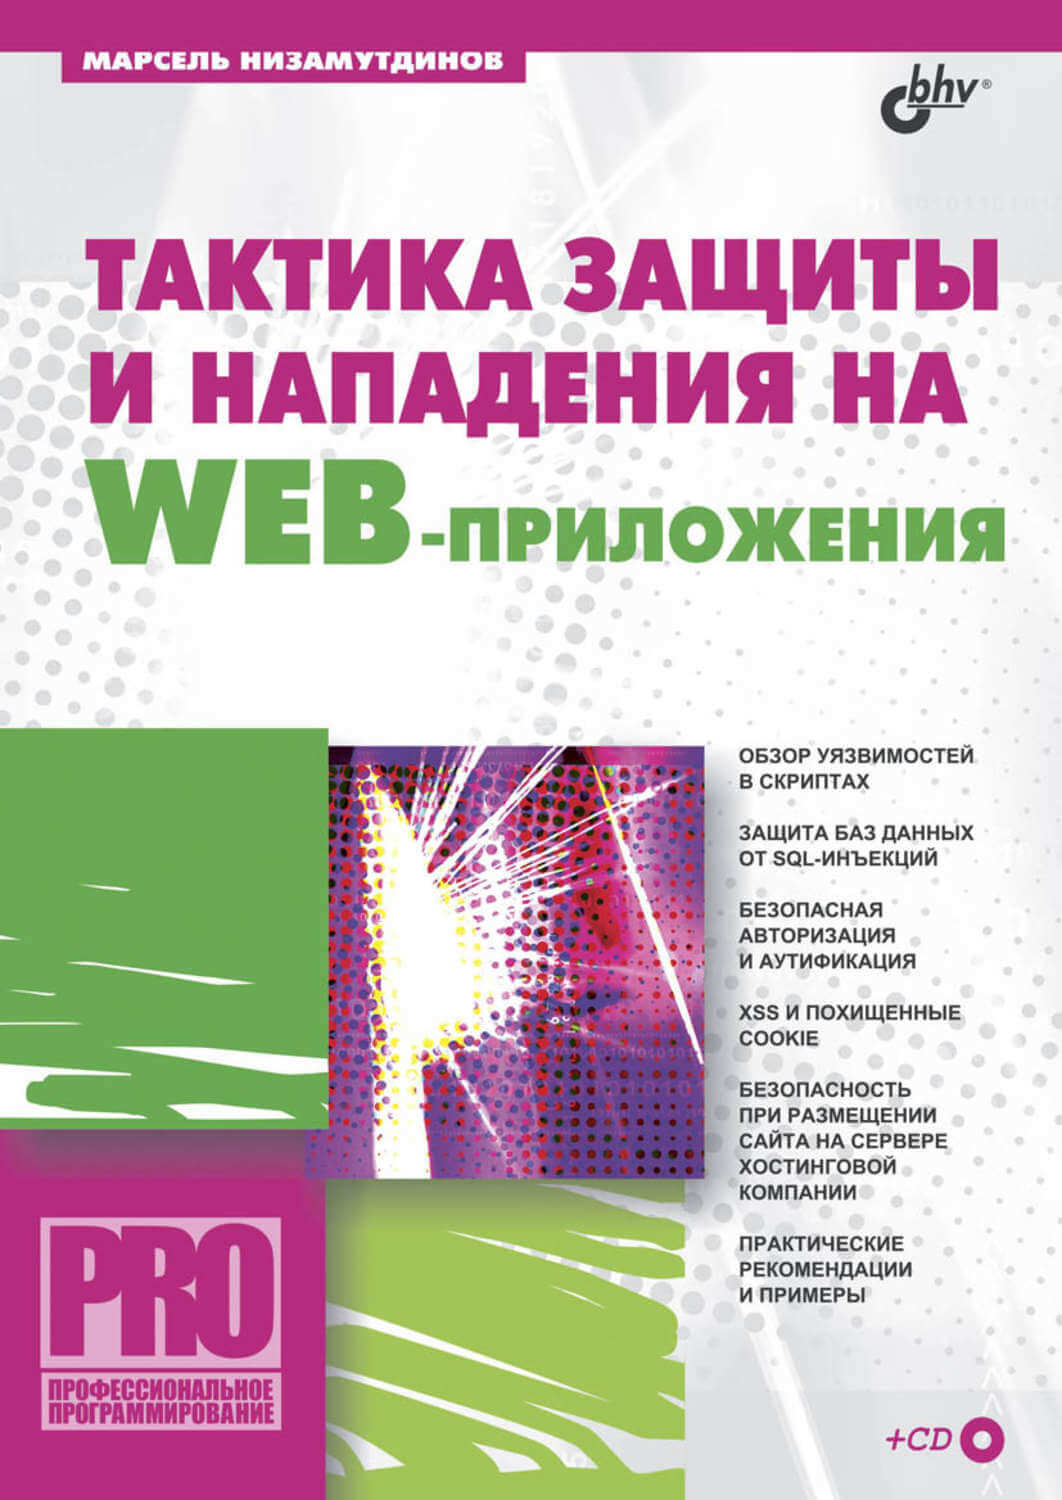 МАРСЕЛЬ НИЗАМУТДИНОВ
bhv®
ТАКТИКА ЗАЩИТЫ
И НАПАДЕНИЯ НА
WEB-ПРИЛОЖЕНИЯ
ОБЗОР УЯЗВИМОСТЕЙ
В СКРИПТАХ
ЗАЩИТА БАЗ ДАННЫХ
ОТ SQL-ИНЪЕКЦИЙ
БЕЗОПАСНАЯ
АВТОРИЗАЦИЯ
И АУТИФИКАЦИЯ
XSS И ПОХИЩЕННЫЕ
COOKIE
БЕЗОПАСНОСТЬ
ПРИ РАЗМЕЩЕНИИ
САЙТА НА СЕРВЕРЕ
ХОСТИНГОВОЙ
КОМПАНИИ
ПРАКТИЧЕСКИЕ
РЕКОМЕНДАЦИИ
И ПРИМЕРЫ
PRO
ПРОФЕССИОНАЛЬНОЕ
ПРОГРАММИРОВАНИЕ
+CD